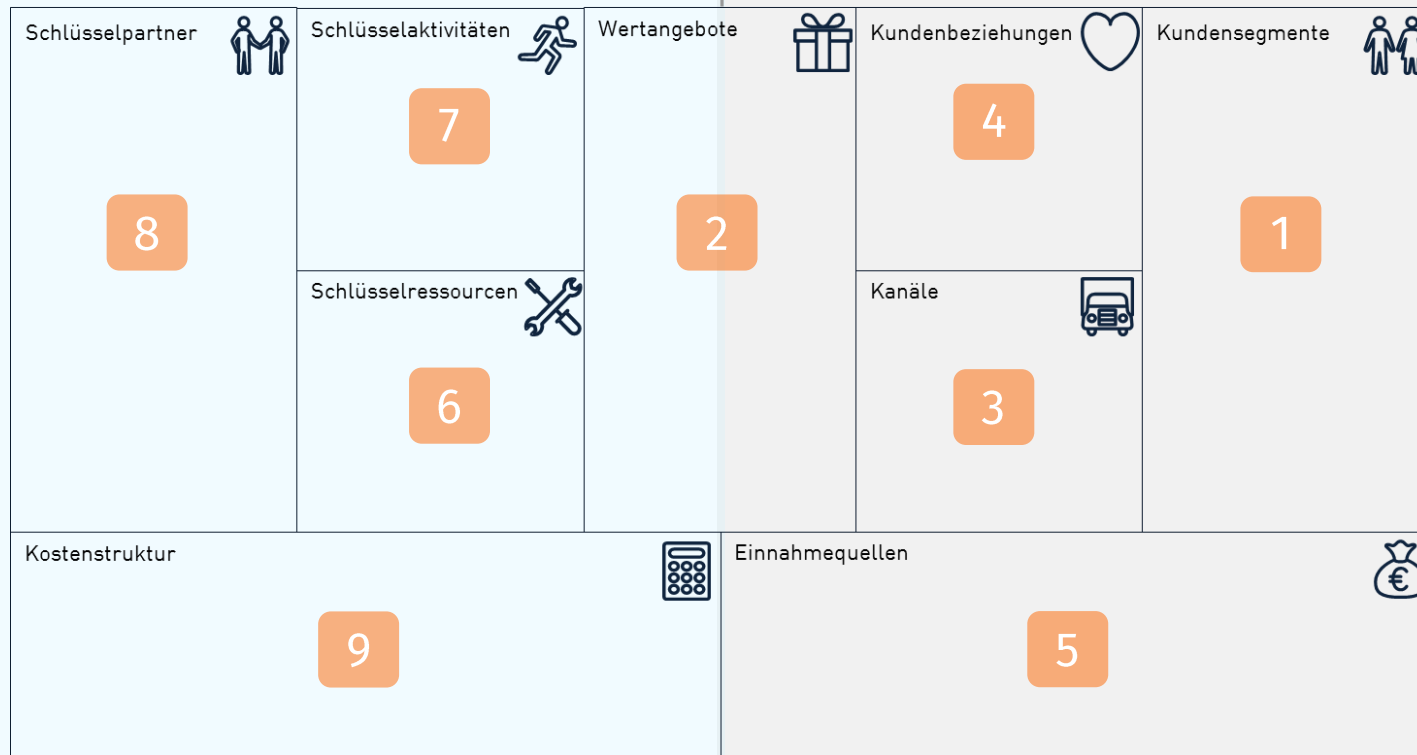 Schlüsselpartner
8
Schlüsselaktivitäten
7
Schlüsselressourcen
6
Wertangebote
2
Kundenbeziehungen
4
Kanäle
3
Kundensegmente
1
Kostenstruktur
9
Einnahmequellen
€
5